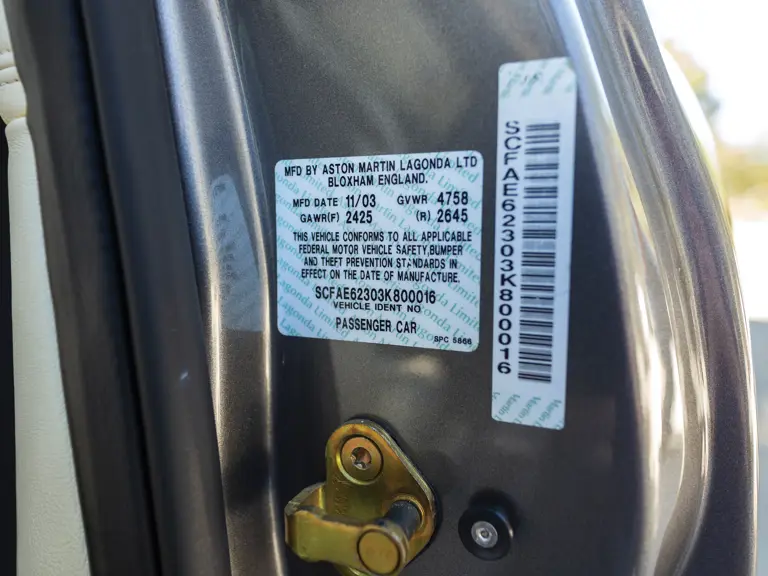 MFD BY ASTON MARTIN LAGONDA LTD
BLOXHAM ENGLAND.
MFD DATE 11/03 GVWR 4758
GAWR(F) 2425 (R) 2645
THIS VEHICLE CONFORMS TO ALL APPLICABLE
FEDERAL MOTOR VEHICLE SAFETY,BUMPER
AND THEFT PREVENTION STANDARDS IN
EFFECT ON THE DATE OF MANUFACTURE.
SCFAE62303K800016
VEHICLE IDENT NO
PASSENGER CAR
SPC 5866
SCFAE62303K800016